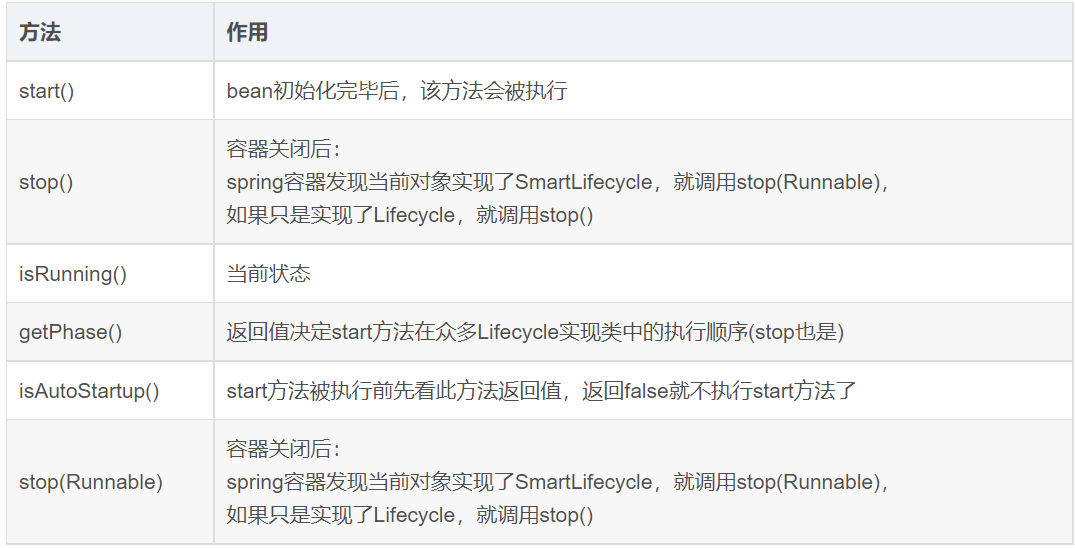 方法 作用
start() bean初始化完毕后，该方法会被执行
stop() 容器关闭后：
spring容器发现当前对象实现了SmartLifecycle，就调用stop(Runnable)，
如果只是实现了Lifecycle，就调用stop()
isRunning() 当前状态
getPhase() 返回值决定start方法在众多Lifecycle实现类中的执行顺序(stop也是)
isAutoStartup() start方法被执行前先看此方法返回值，返回false就不执行start方法了
stop(Runnable) 容器关闭后：
spring容器发现当前对象实现了SmartLifecycle，就调用stop(Runnable)，
如果只是实现了Lifecycle，就调用stop()